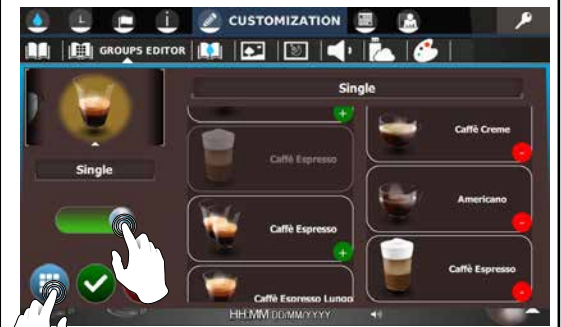 CUSTOMIZATION
GROUPS EDITOR
Single
Single
Caffè Espresso
Caffè Espresso
Caffè Espresso Lungo
Caffè Creme
Americano
Caffè Espresso
HH:MM DD/MM/YYYY